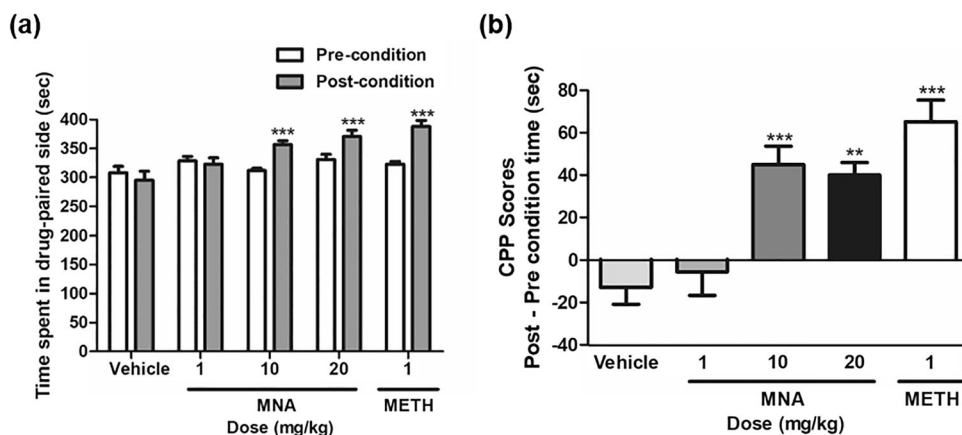 (a)
Pre-condition
Post-condition
Time spent in drug-paired side (sec)
400
350
300
250
200
150
100
50
0
***
***
***
Vehicle 1 10 20 1
MNA METH
Dose (mg/kg)
(b)
CPP Scores
Post - Pre condition time (sec)
80
60
40
20
0
-20
-40
***
**
***
Vehicle 1 10 20 1
MNA METH
Dose (mg/kg)